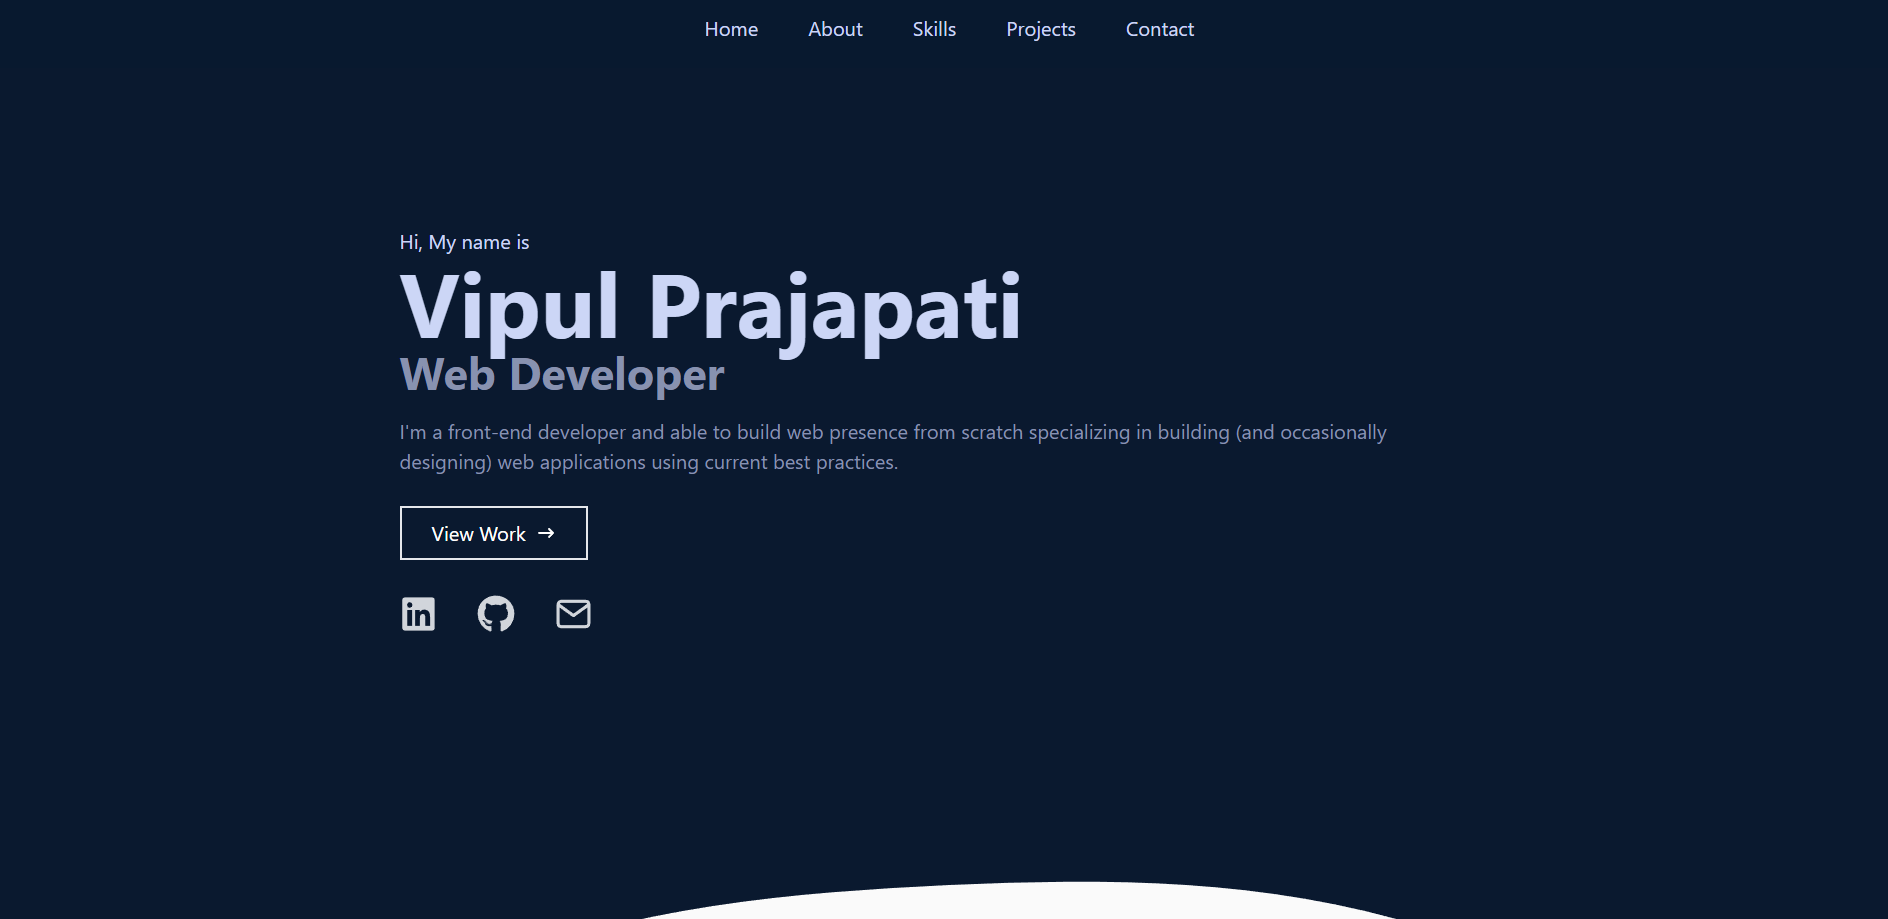 Home About Skills Projects Contact
Hi, My name is
Vipul Prajapati
Web Developer
I'm a front-end developer and able to build web presence from scratch specializing in building (and occasionally
designing) web applications using current best practices.
View Work →
in